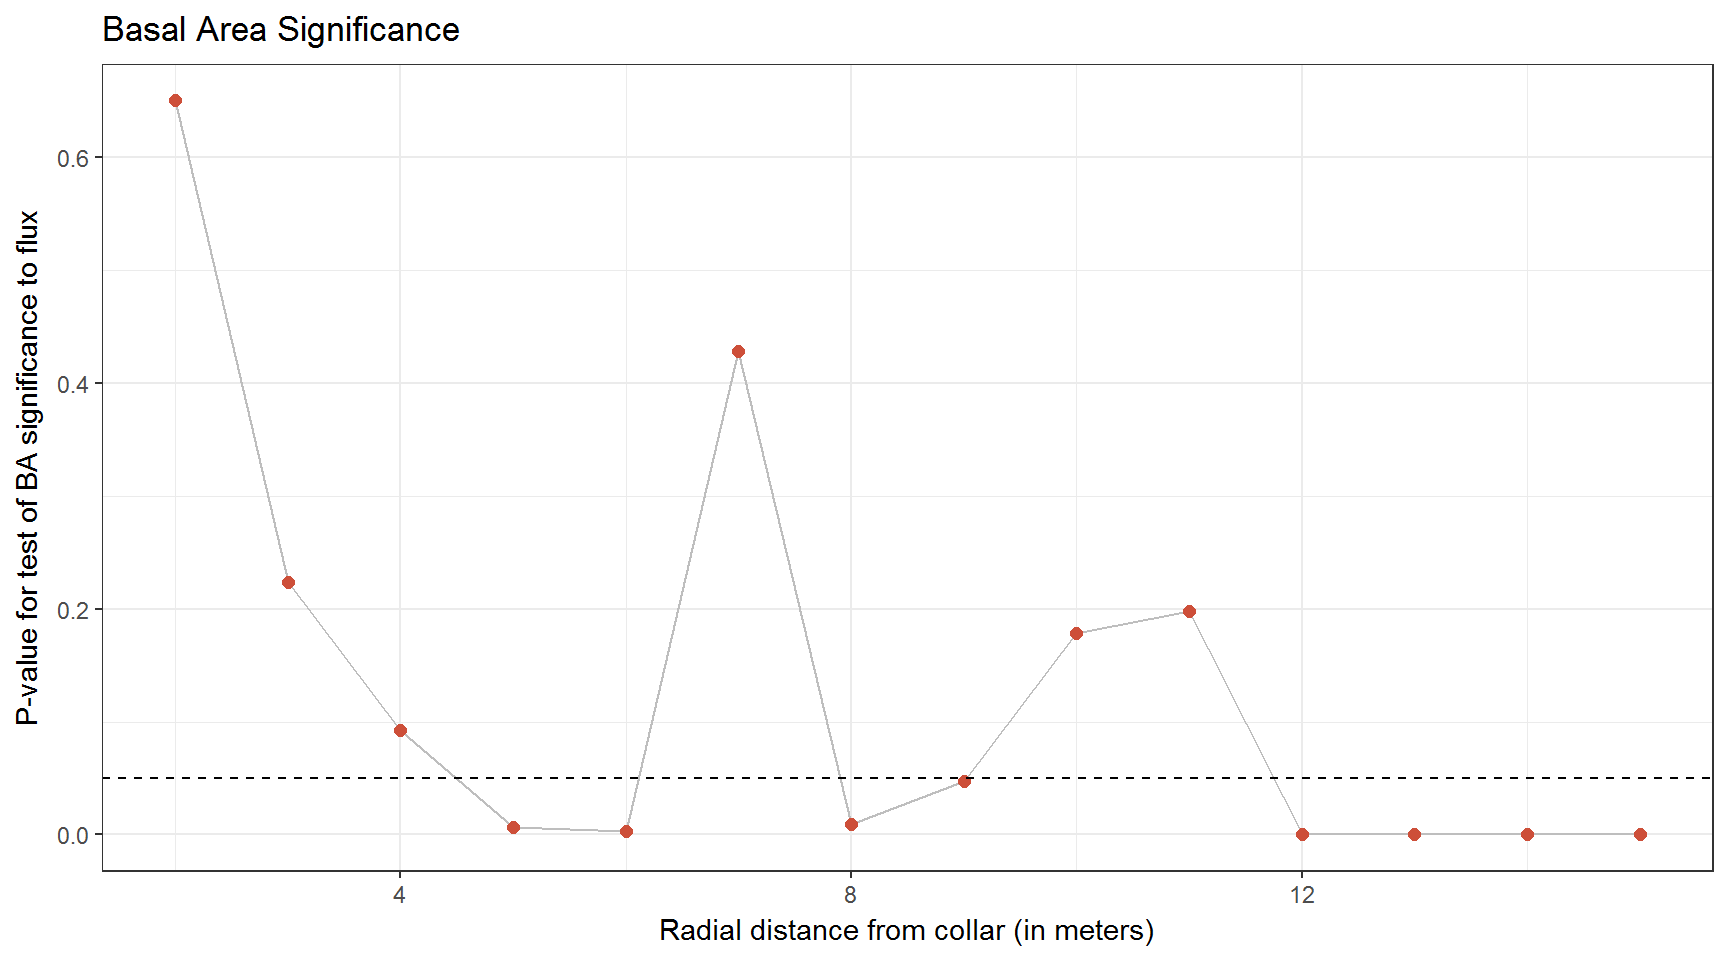 Basal Area Significance
P-value for test of BA significance to flux
0.6
0.4
0.2
0.0
4 8 12
Radial distance from collar (in meters)